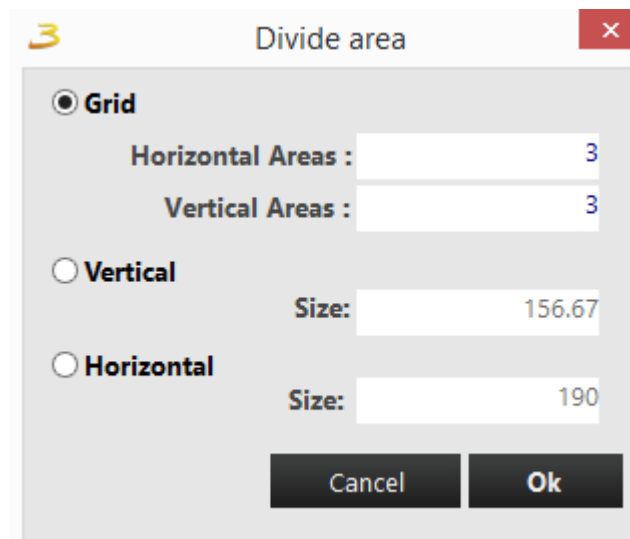 Divide area
Grid
Horizontal Areas : 3
Vertical Areas : 3
Vertical
Size: 156.67
Horizontal
Size: 190
Cancel Ok